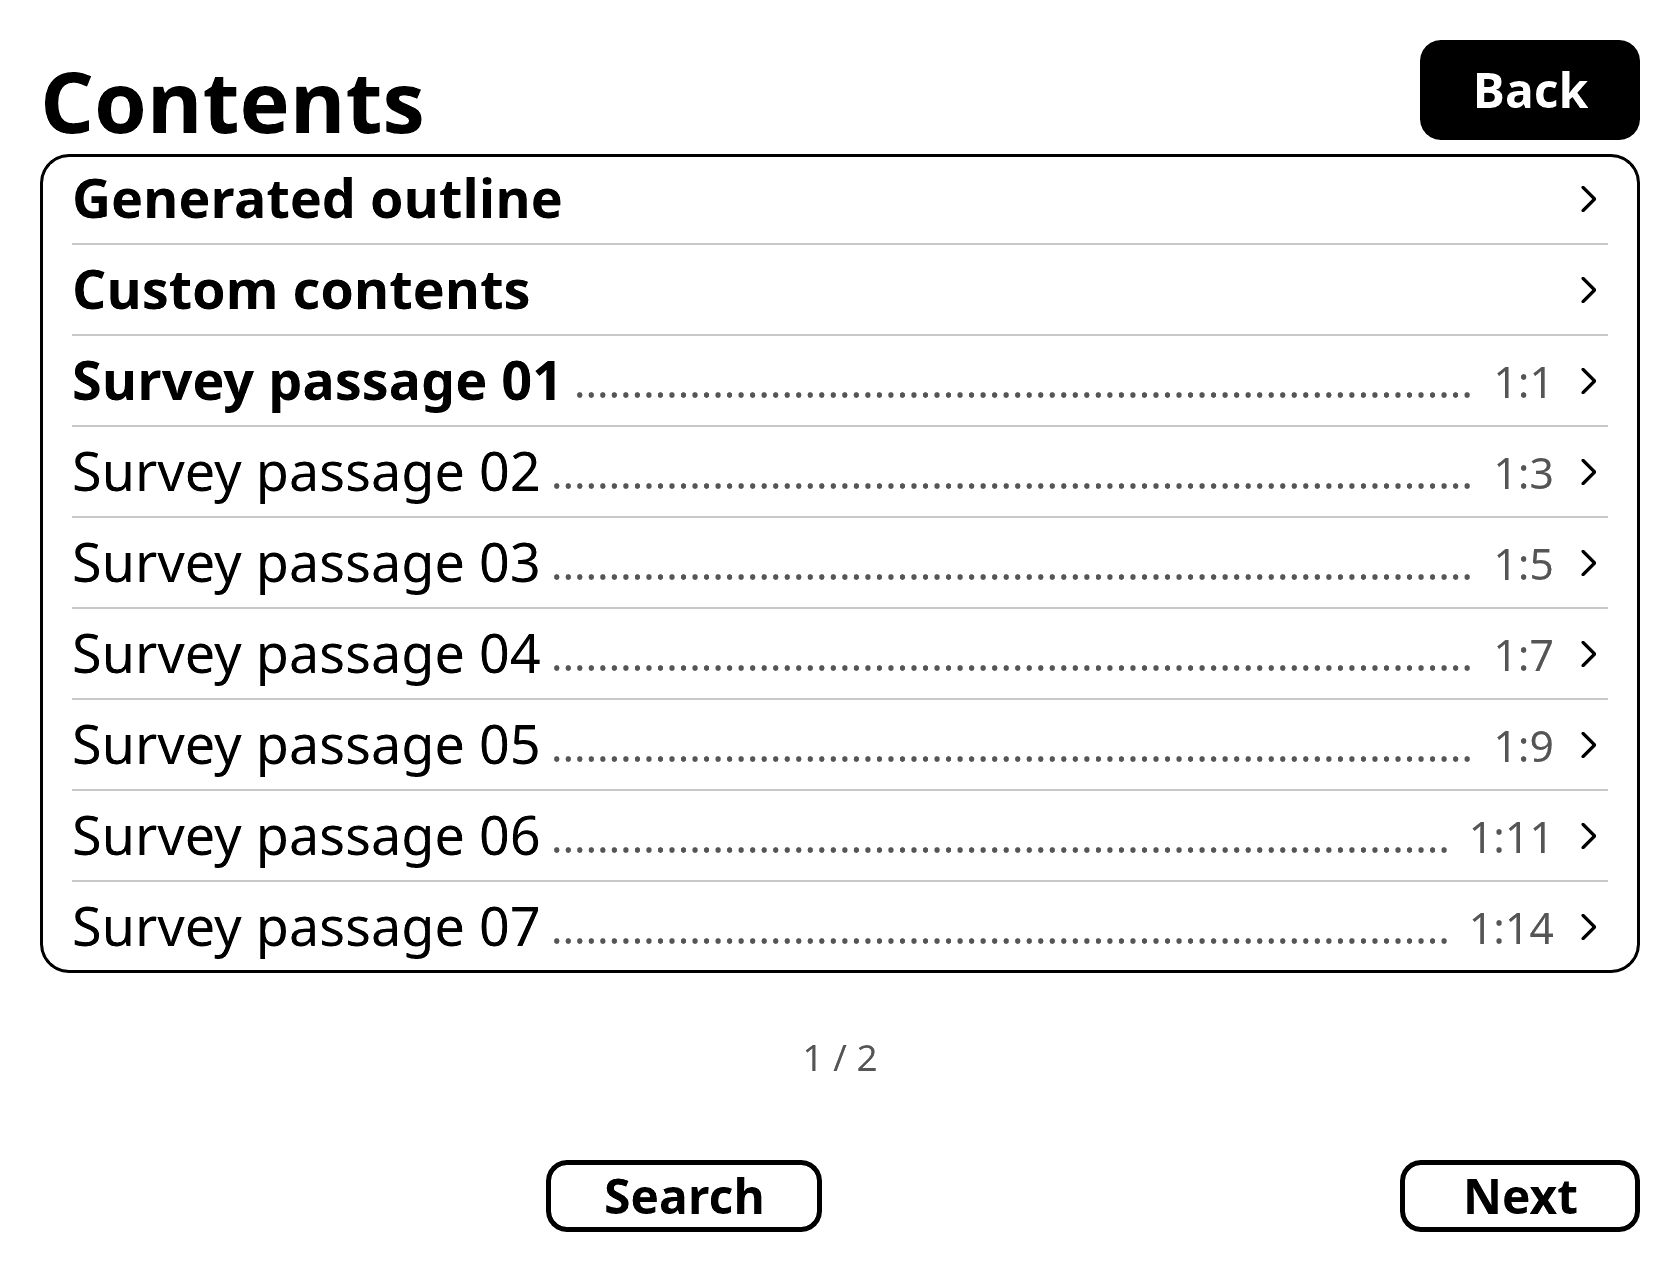 Contents
Back
Generated outline
Custom contents
Survey passage 01 ........................................................................ 1:1
Survey passage 02 ........................................................................ 1:3
Survey passage 03 ........................................................................ 1:5
Survey passage 04 ........................................................................ 1:7
Survey passage 05 ........................................................................ 1:9
Survey passage 06 ........................................................................ 1:11
Survey passage 07 ........................................................................ 1:14
1 / 2
Search
Next